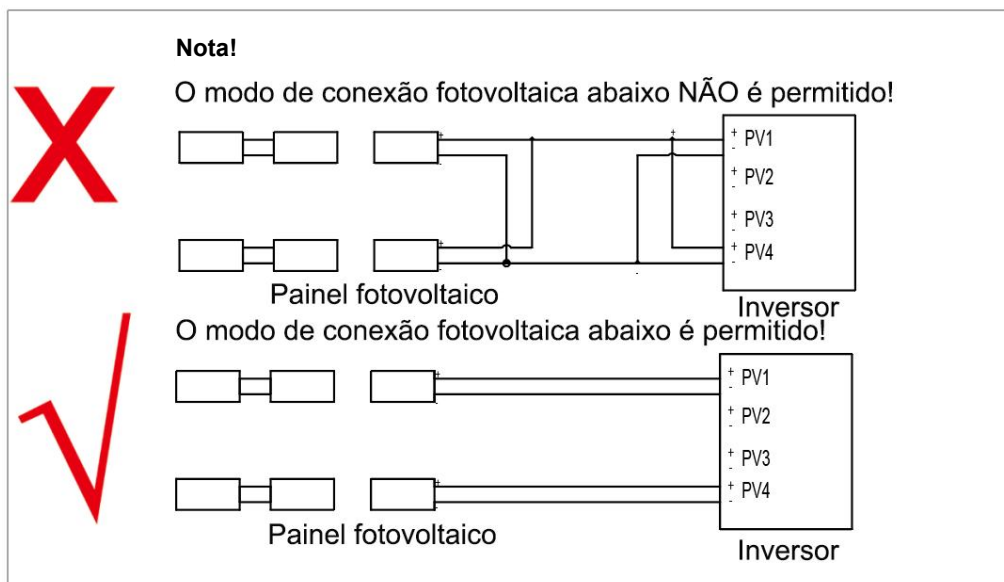 Nota!
O modo de conexão fotovoltaica abaixo NÃO é permitido!
+
-
+
+ PV1
-
+ PV2
-
+ PV3
-
+ PV4
-
+
-
Painel fotovoltaico
Inversor
O modo de conexão fotovoltaica abaixo é permitido!
+
-
+ PV1
-
+ PV2
-
+ PV3
-
+ PV4
-
+
-
Painel fotovoltaico
Inversor